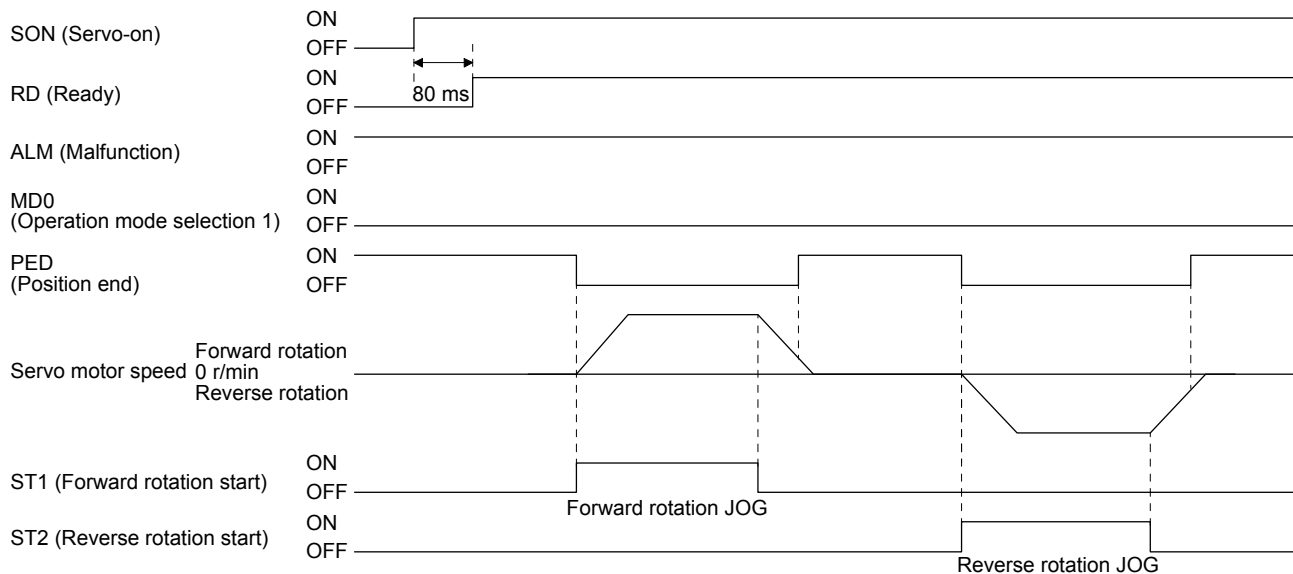 SON (Servo-on)
ON
OFF
RD (Ready)
ON
OFF
80 ms
ALM (Malfunction)
ON
OFF
MD0
(Operation mode selection 1)
ON
OFF
PED
(Position end)
ON
OFF
Servo motor speed
Forward rotation
0 r/min
Reverse rotation
ST1 (Forward rotation start)
ON
OFF
Forward rotation JOG
ST2 (Reverse rotation start)
ON
OFF
Reverse rotation JOG